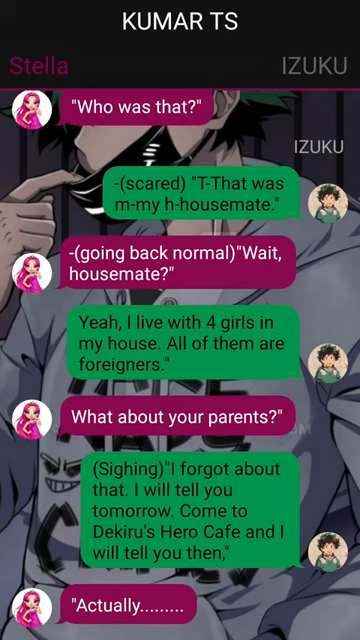 KUMAR TS
Stella IZUKU
"Who was that?"
IZUKU
-(scared) "T-That was
m-my h-housemate."
-(going back normal)"Wait,
housemate?"
Yeah, I live with 4 girls in
my house. All of them are
foreigners."
What about your parents?"
(Sighing)"I forgot about
that. I will tell you
tomorrow. Come to
Dekiru's Hero Cafe and I
will tell you then,"
"Actually.........